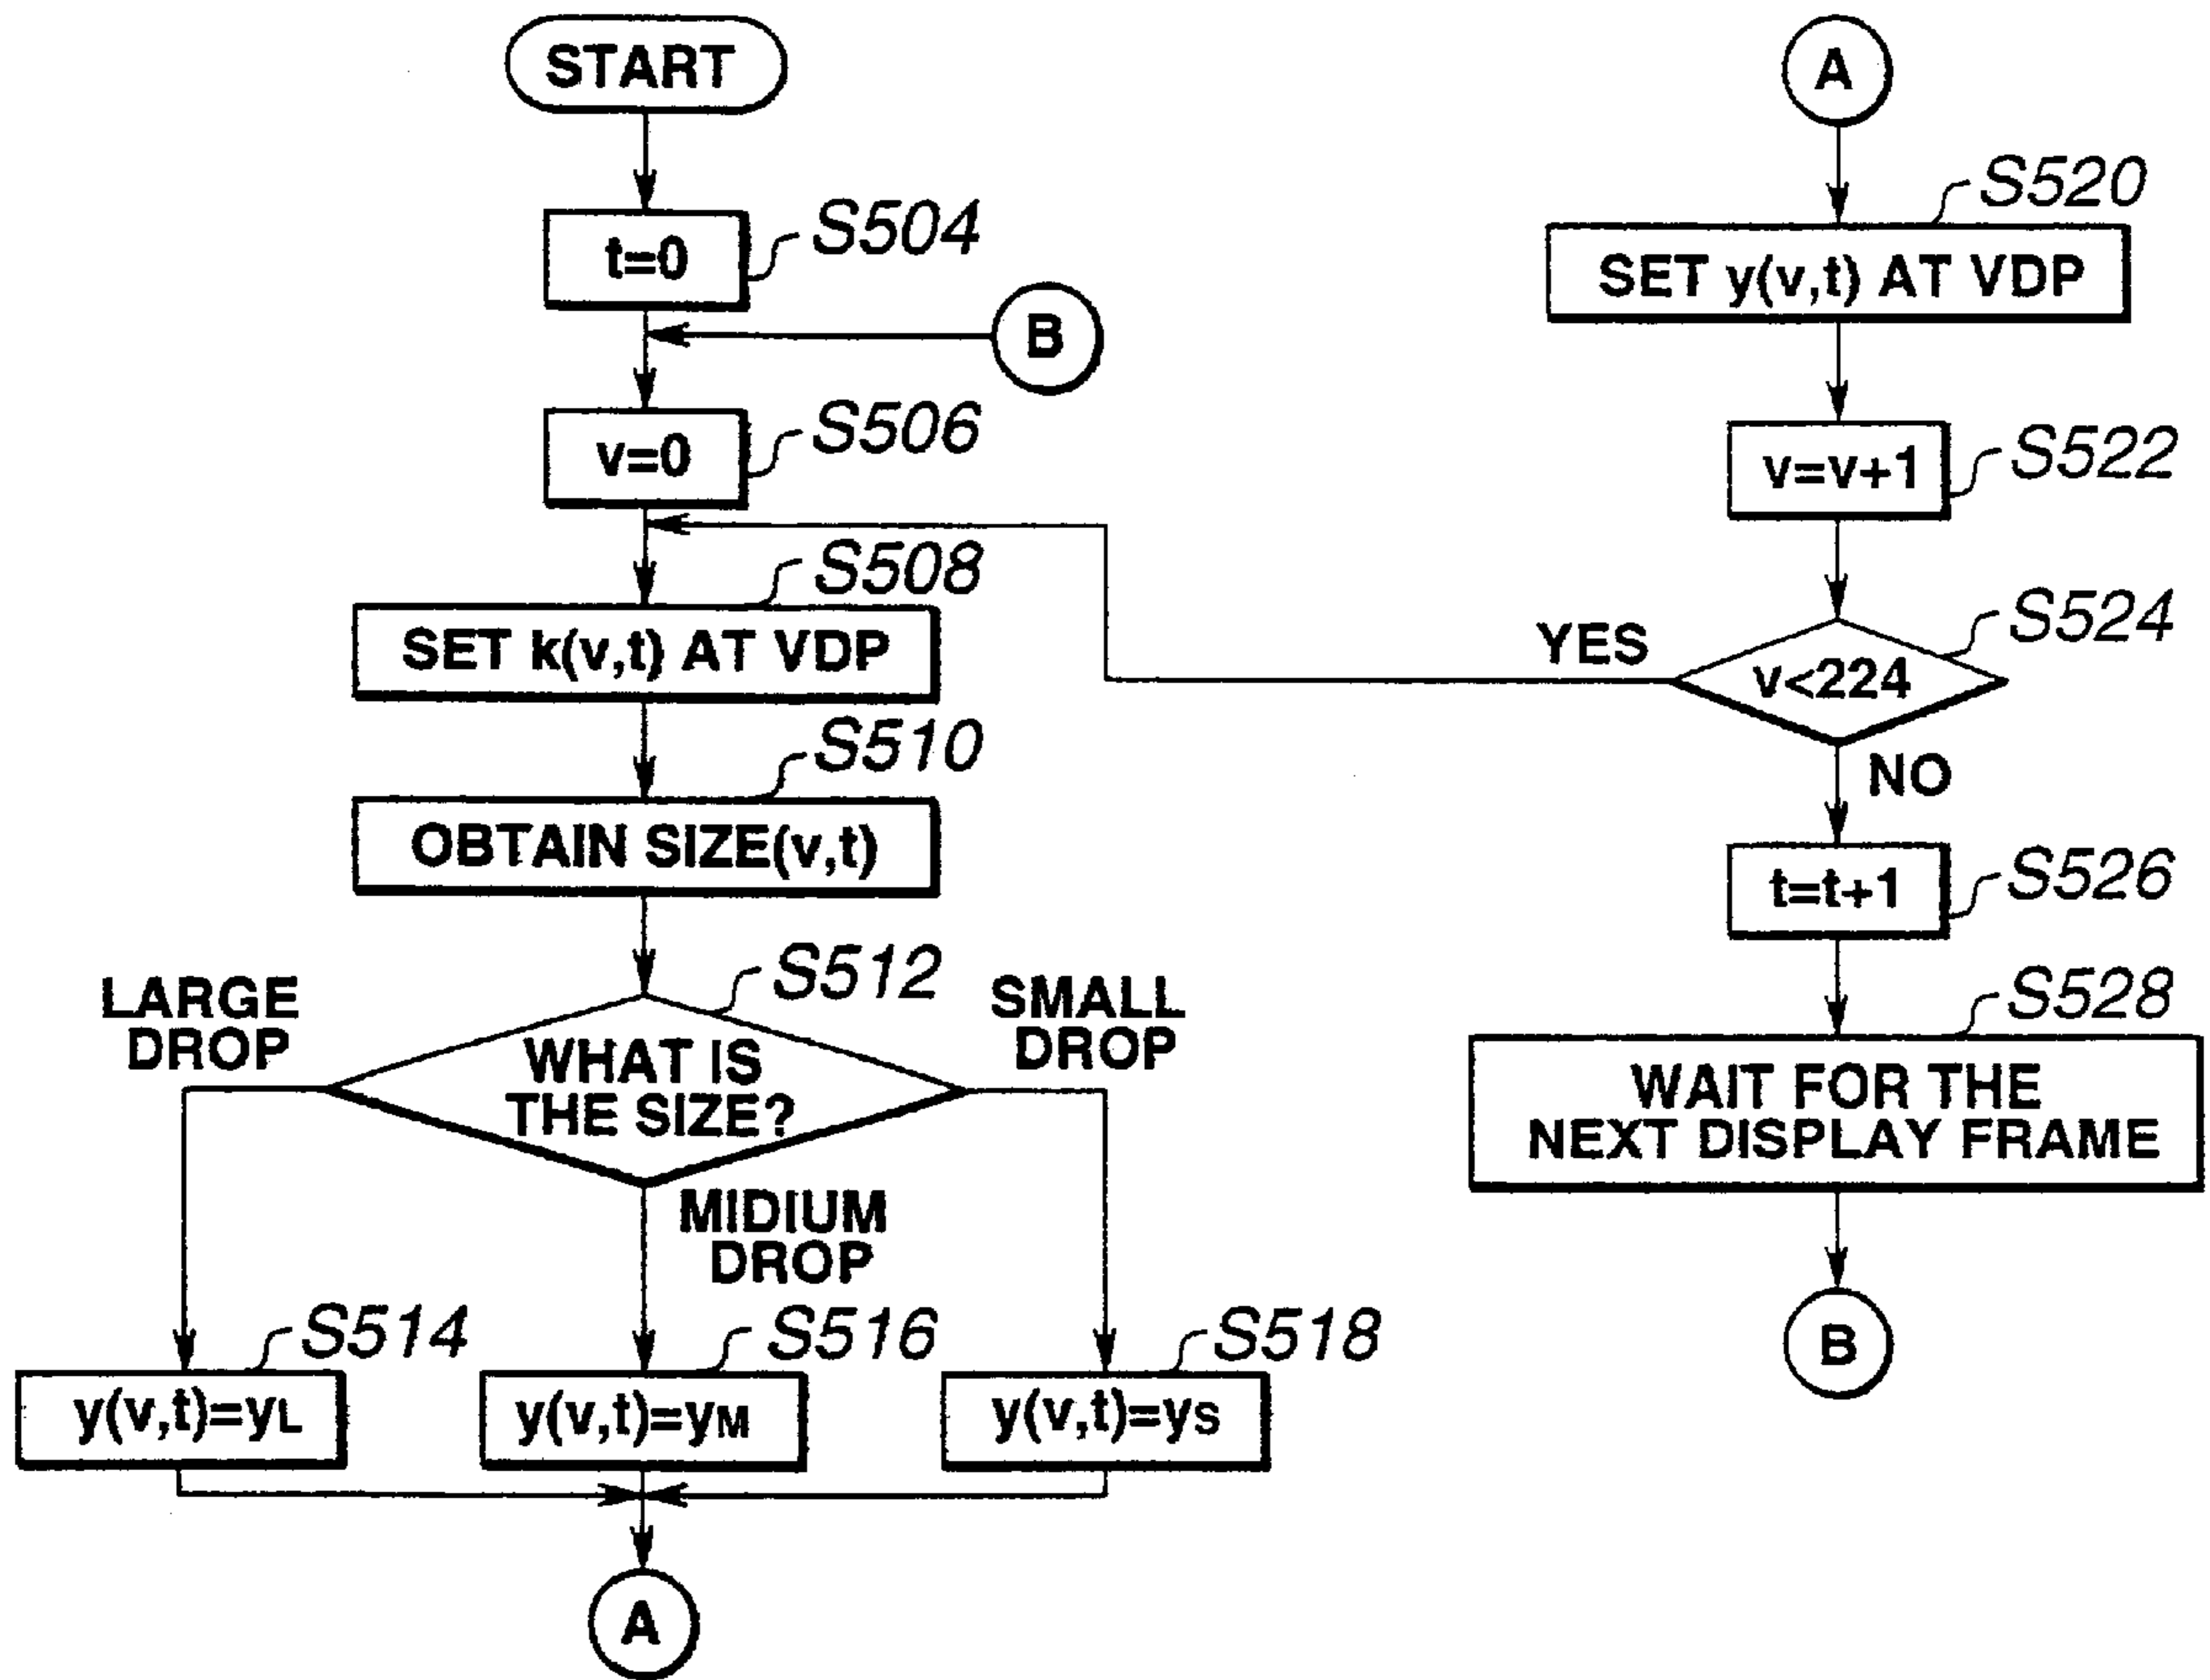 START
t=0
S504
B
v=0
S506
SET k(v,t) AT VDP
S508
OBTAIN SIZE(v,t)
S510
WHAT IS
THE SIZE?
S512
LARGE
DROP
MIDIUM
DROP
SMALL
DROP
y(v,t)=yL
S514
y(v,t)=yM
S516
y(v,t)=yS
S518
A
A
SET y(v,t) AT VDP
S520
v=v+1
S522
v<224
S524
YES
NO
t=t+1
S526
WAIT FOR THE
NEXT DISPLAY FRAME
S528
B